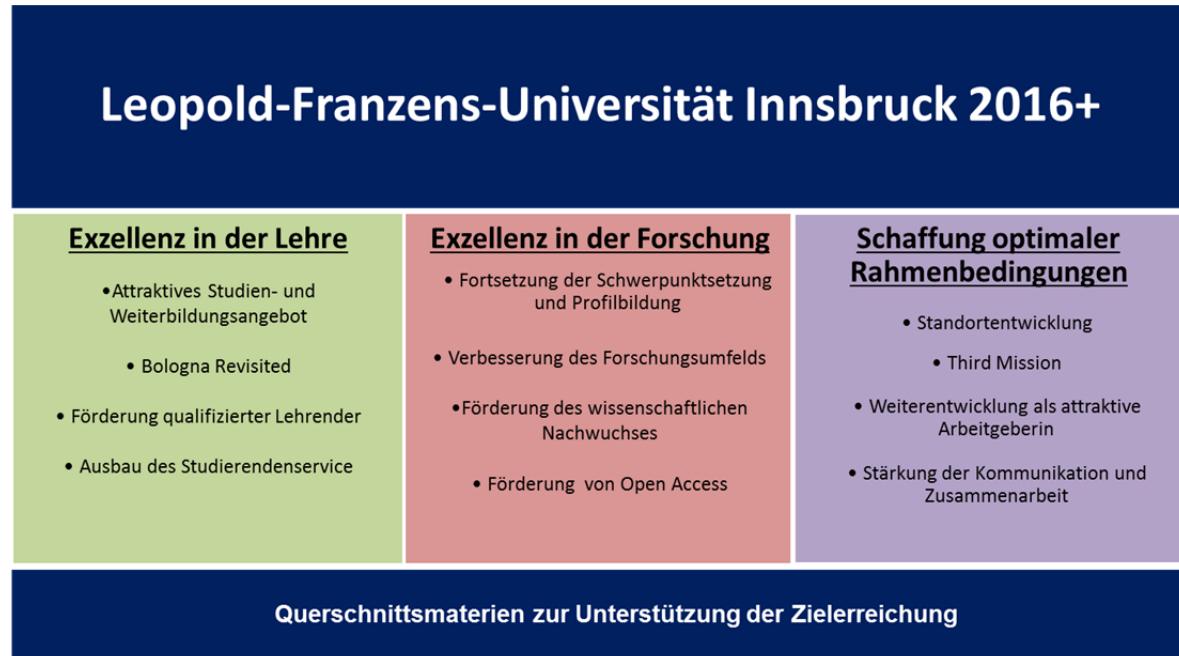 Leopold-Franzens-Universität Innsbruck 2016+
Exzellenz in der Lehre
•Attraktives Studien- und
Weiterbildungsangebot
• Bologna Revisited
• Förderung qualifizierter Lehrender
• Ausbau des Studierendenservice
Exzellenz in der Forschung
• Fortsetzung der Schwerpunktsetzung
und Profilbildung
• Verbesserung des Forschungsumfelds
•Förderung des wissenschaftlichen
Nachwuchses
• Förderung von Open Access
Schaffung optimaler
Rahmenbedingungen
• Standortentwicklung
• Third Mission
• Weiterentwicklung als attraktive
Arbeitgeberin
• Stärkung der Kommunikation und
Zusammenarbeit
Querschnittsmaterien zur Unterstützung der Zielerreichung